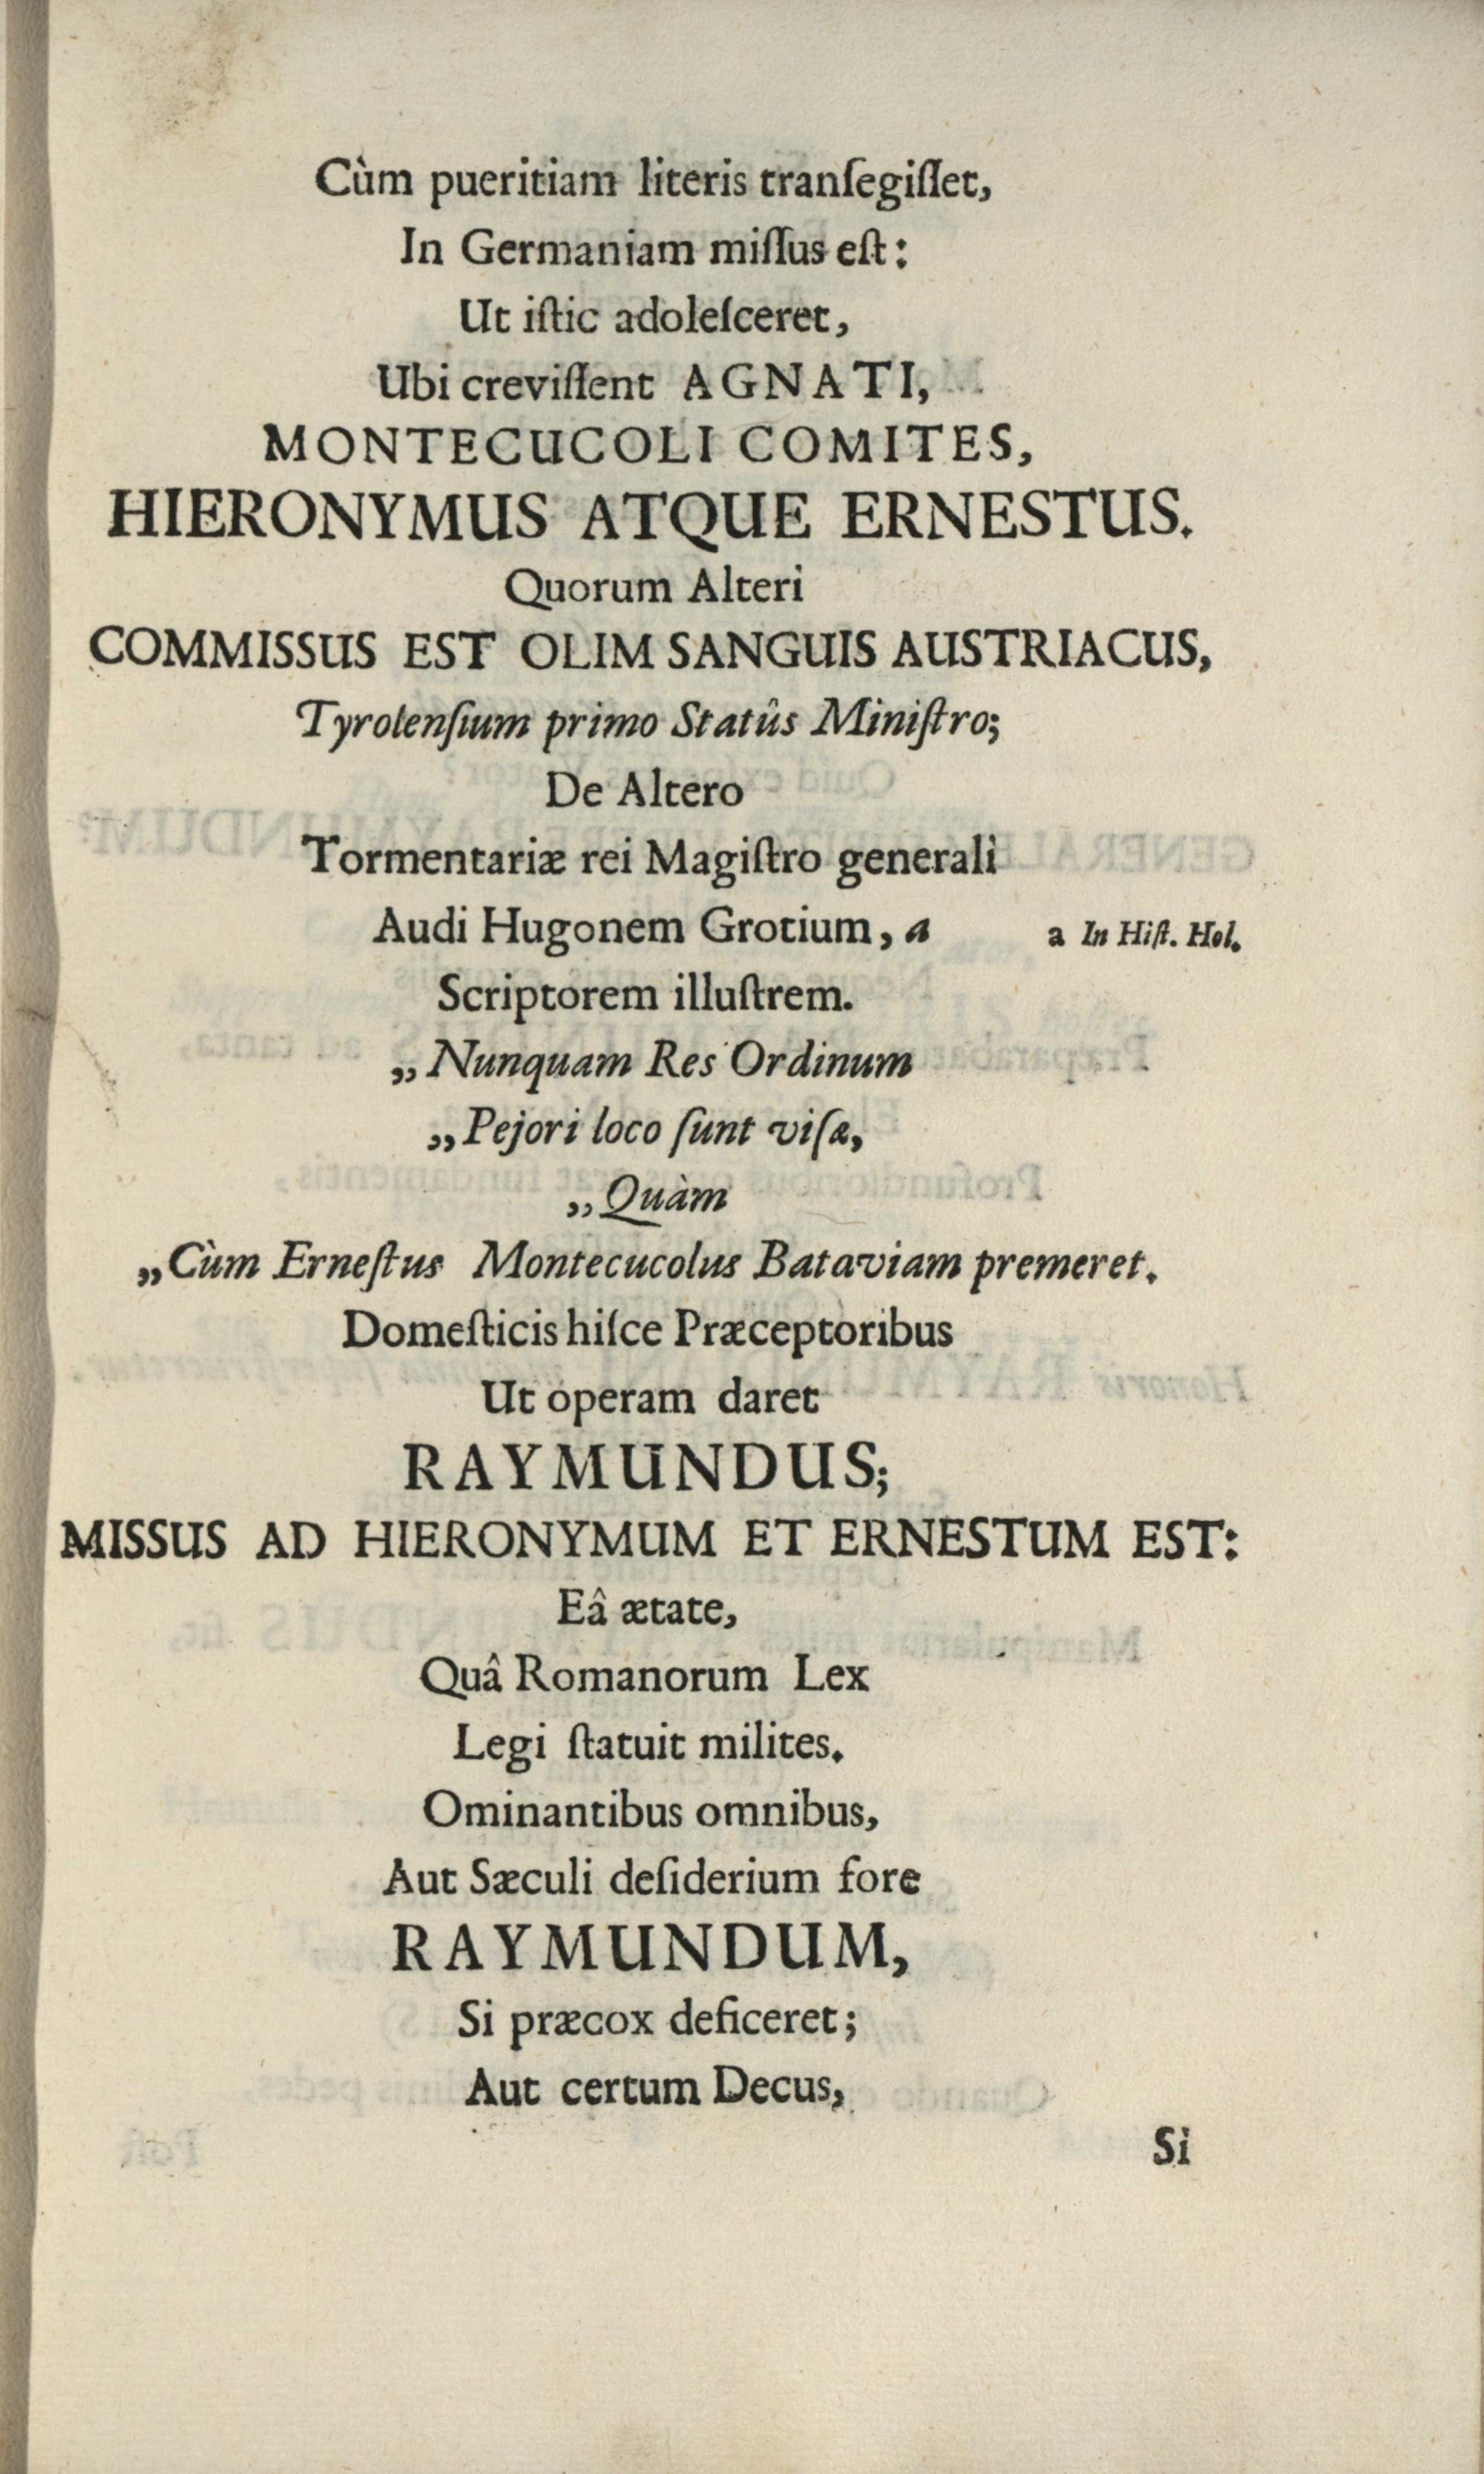 Cùm pueritiam literis tranſegiſſet,
In Germaniam miſſus eſt:
Ut iſtic adoleſceret,
Ubi creviſſent AGNATI,
MONTECUCOLI COMITES,
HIERONYMUS ATQUE ERNESTUS.
Quorum Alteri
COMMISSUS EST OLIM SANGUIS AUSTRIACUS,
Tyrolenſium primo Statûs Miniſtro;
De Altero
Tormentariæ rei Magiſtro generali
Audi Hugonem Grotium, a a In Hiſt. Hol.
Scriptorem illuſtrem.
„Nunquam Res Ordinum
„Pejori loco ſunt viſæ,
„Quàm
„Cùm Erneſtus Montecucolus Bataviam premeret.
Domeſticis hiſce Præceptoribus
Ut operam daret
RAYMUNDUS;
MISSUS AD HIERONYMUM ET ERNESTUM EST:
Eâ ætate,
Quâ Romanorum Lex
Legi ſtatuit milites.
Ominantibus omnibus,
Aut Sæculi deſiderium fore
RAYMUNDUM,
Si præcox deficeret;
Aut certum Decus,
Si